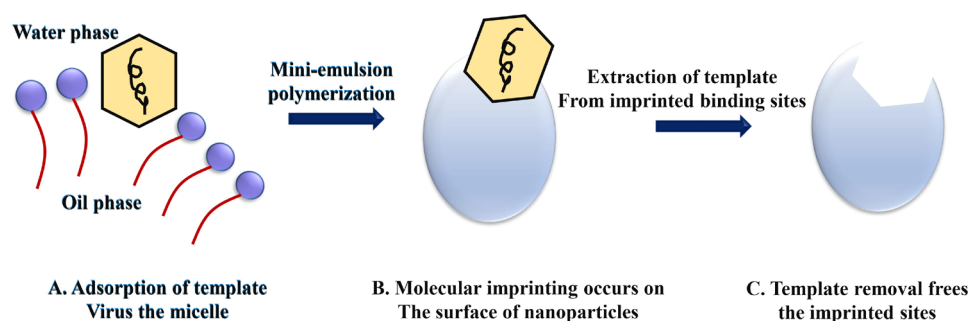 Water phase
Oil phase
A. Adsorption of template
Virus the micelle
Mini-emulsion
polymerization
B. Molecular imprinting occurs on
The surface of nanoparticles
Extraction of template
From imprinted binding sites
C. Template removal frees
the imprinted sites